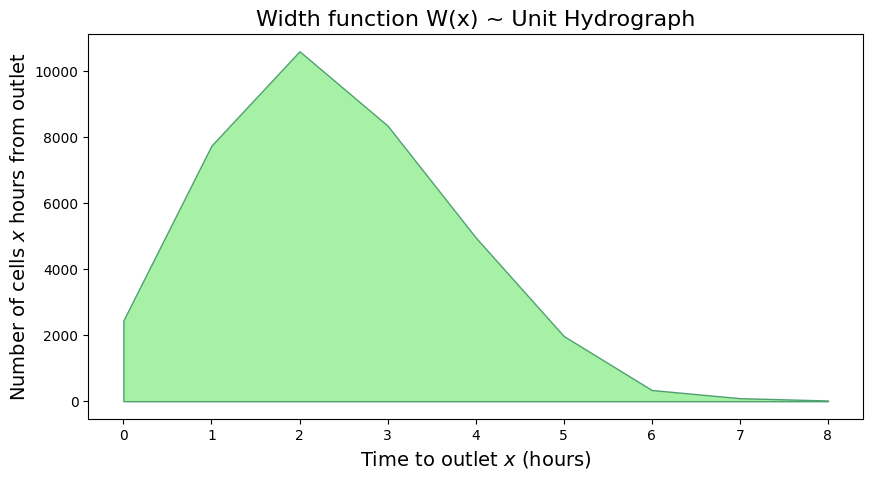 Width function W(x) ~ Unit Hydrograph
Number of cells x hours from outlet
10000
8000
6000
4000
2000
0
0 1 2 3 4 5 6 7 8
Time to outlet x (hours)